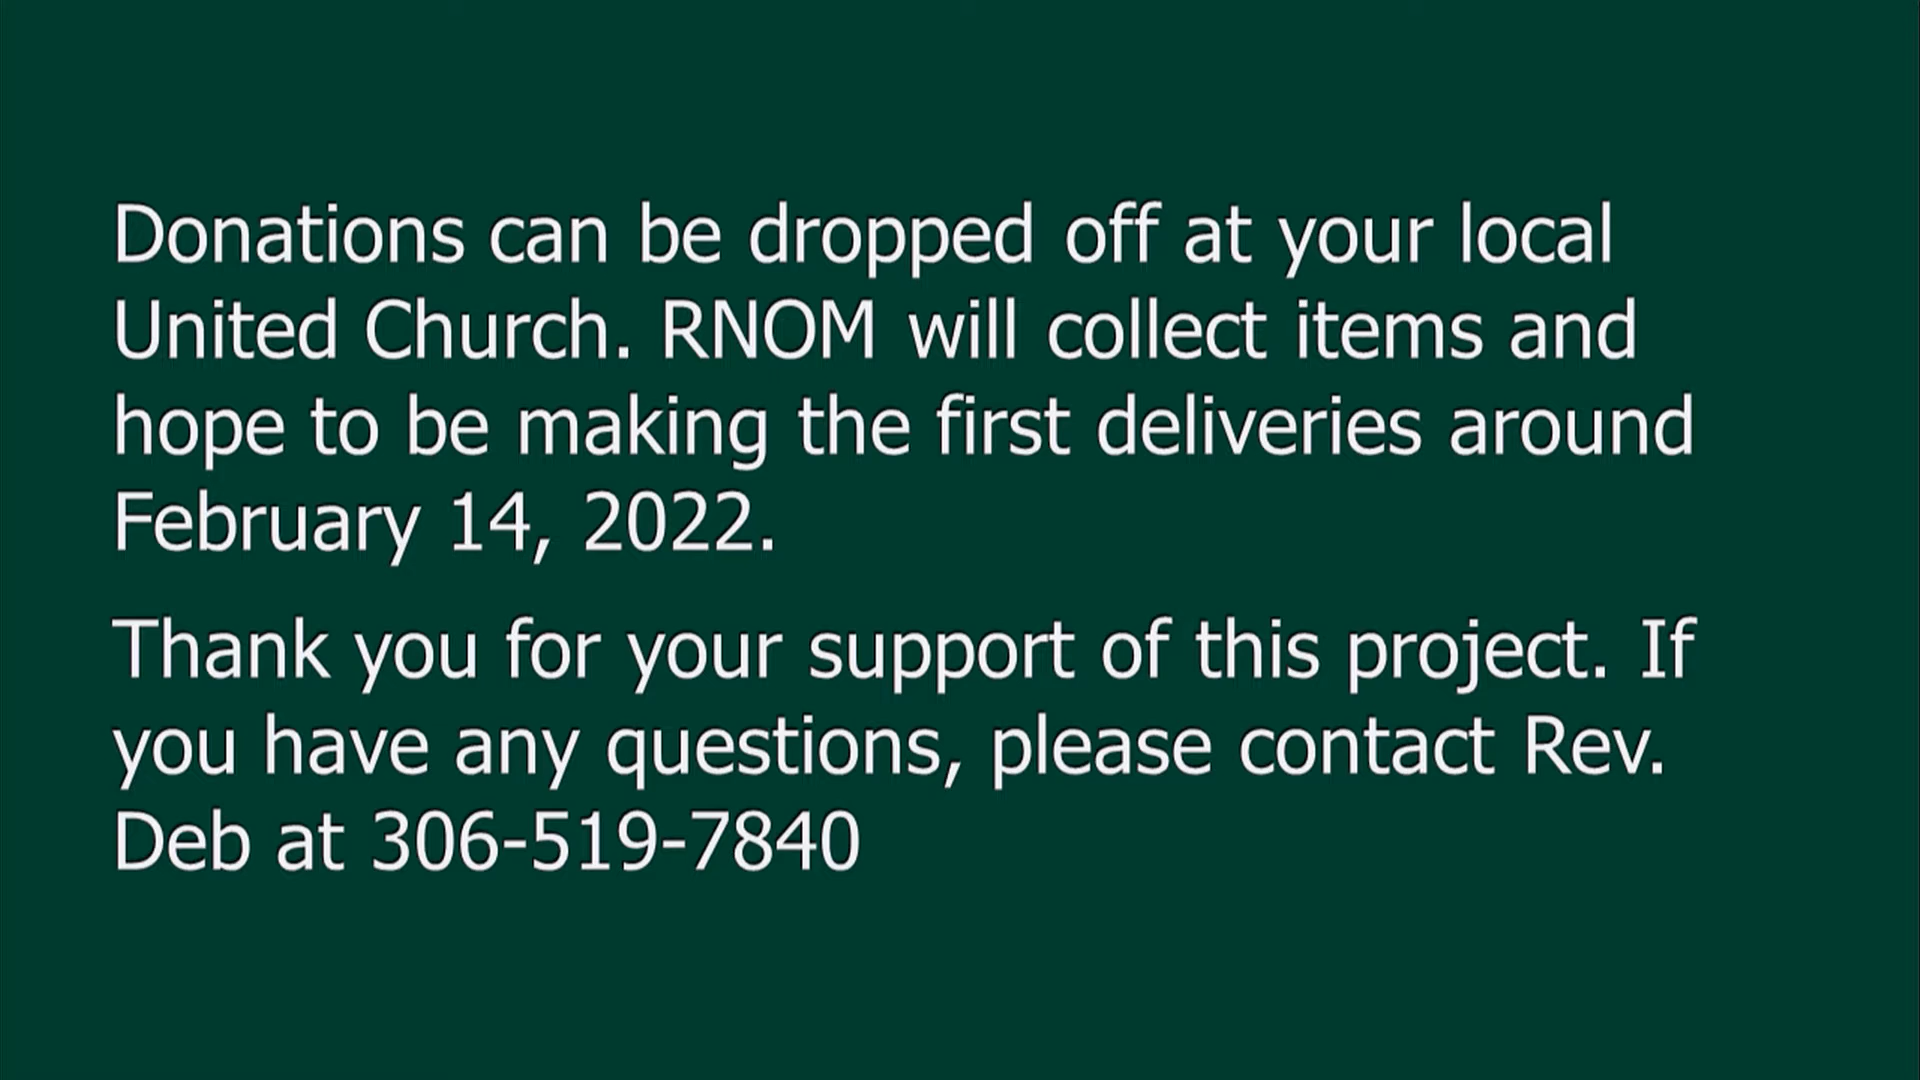 Donations can be dropped off at your local
United Church. RNOM will collect items and
hope to be making the first deliveries around
February 14, 2022.
Thank you for your support of this project. If
you have any questions, please contact Rev.
Deb at 306-519-7840